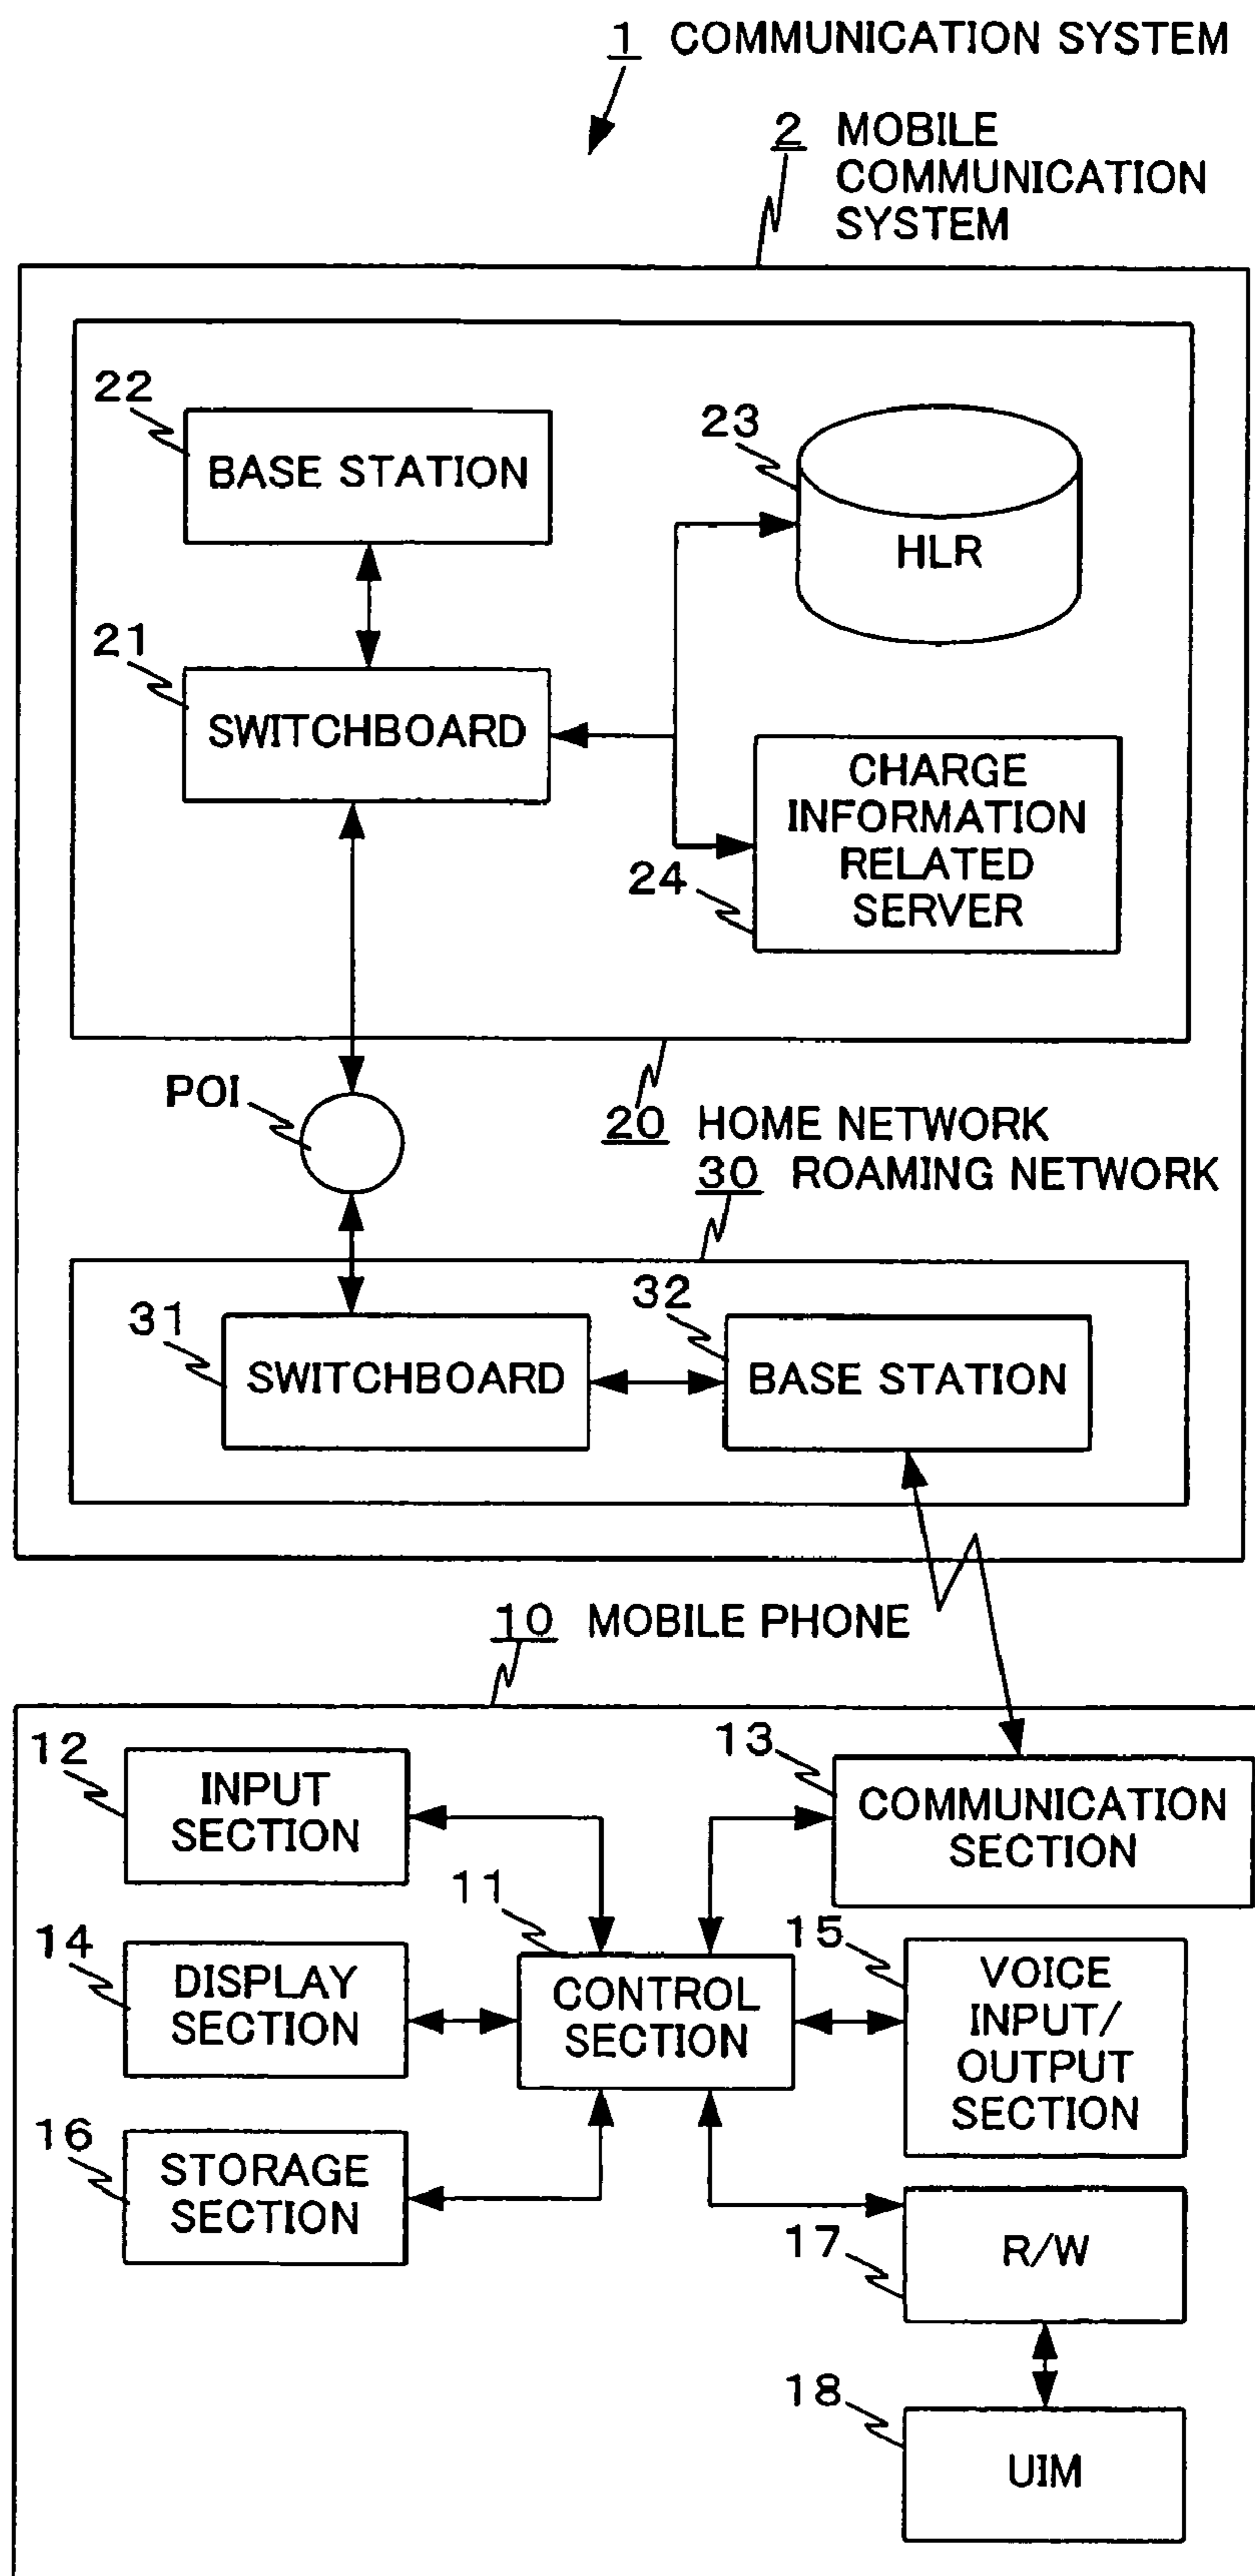 1 COMMUNICATION SYSTEM
2 MOBILE
COMMUNICATION
SYSTEM
22
BASE STATION
23
HLR
21
SWITCHBOARD
CHARGE
INFORMATION
RELATED
SERVER
24
POI
20 HOME NETWORK
30 ROAMING NETWORK
31
SWITCHBOARD
32
BASE STATION
10 MOBILE PHONE
12
INPUT
SECTION
13
COMMUNICATION
SECTION
11
CONTROL
SECTION
14
DISPLAY
SECTION
15
VOICE
INPUT/
OUTPUT
SECTION
16
STORAGE
SECTION
17
R/W
18
UIM